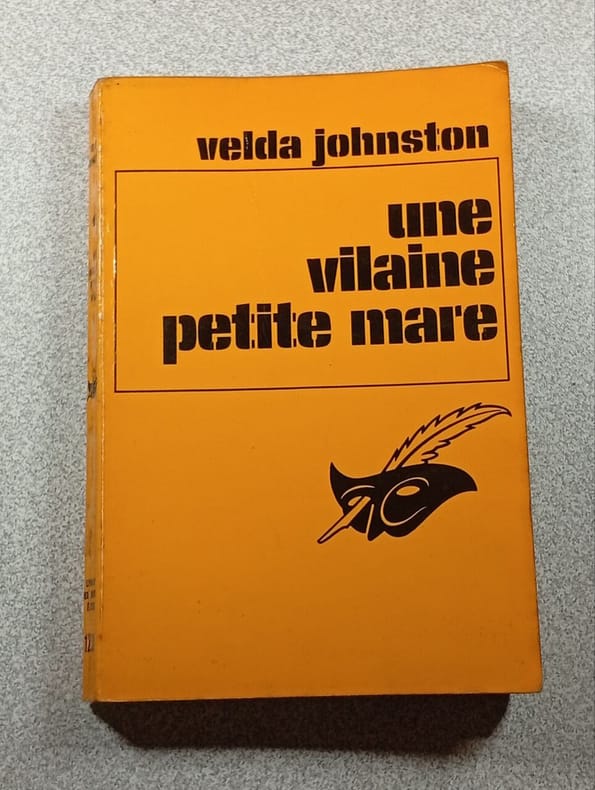 velda johnston
une
vilaine
petite mare